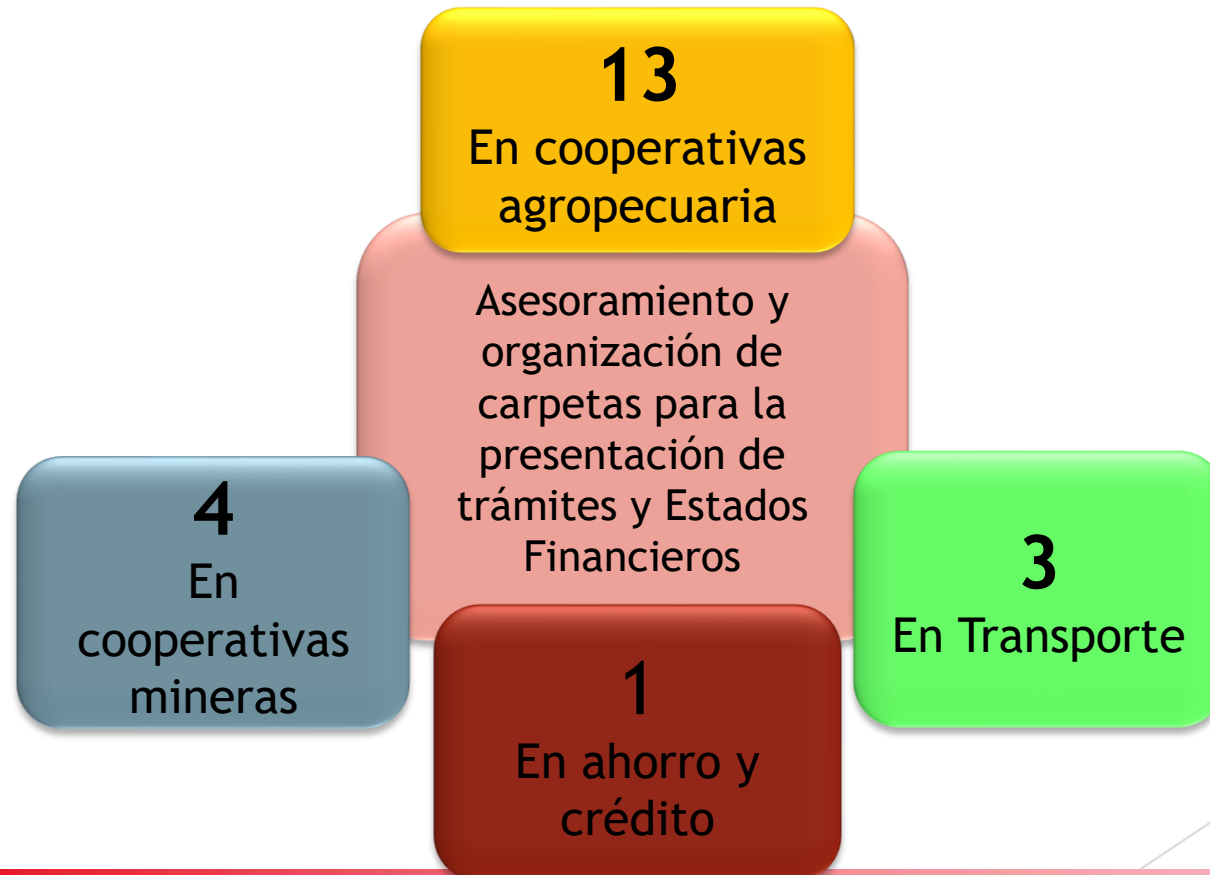 13
En cooperativas
agropecuaria
Asesoramiento y
organización de
carpetas para la
presentación de
trámites y Estados
Financieros
4
En
cooperativas
mineras
3
En Transporte
1
En ahorro y
crédito